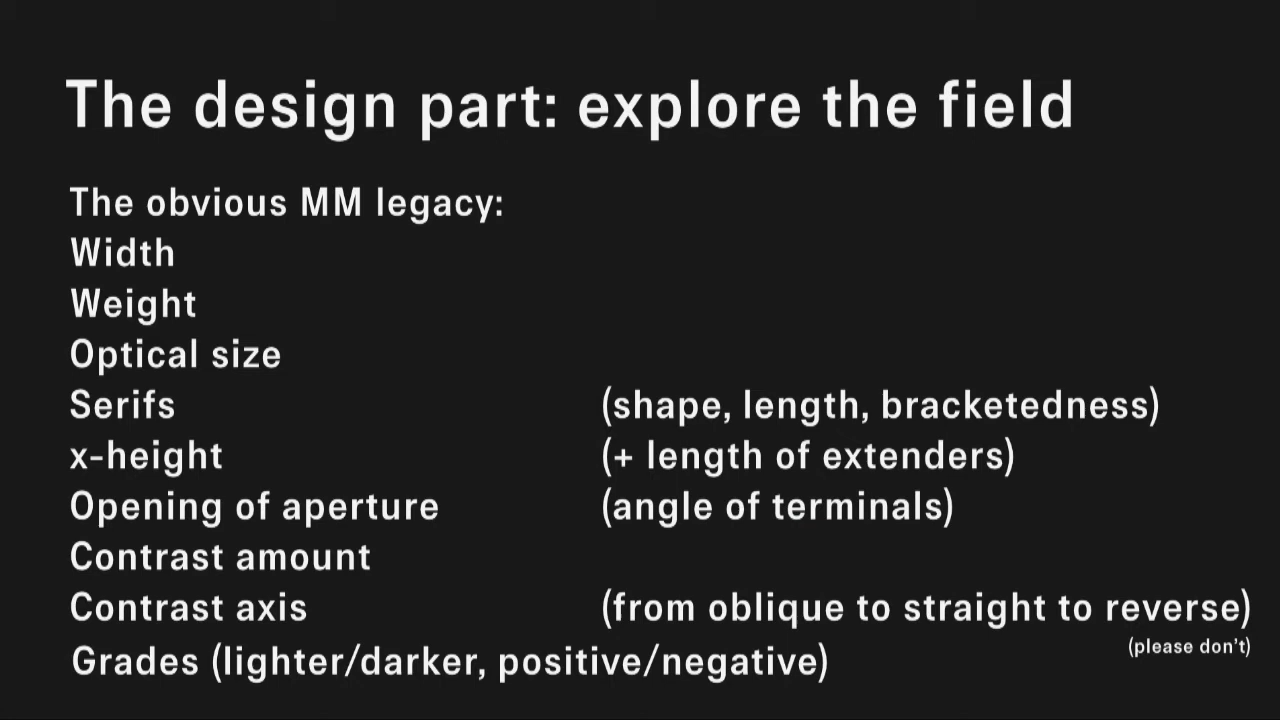 The design part: explore the field
The obvious MM legacy:
Width
Weight
Optical size
Serifs (shape, length, bracketedness)
x-height (+ length of extenders)
Opening of aperture (angle of terminals)
Contrast amount
Contrast axis (from oblique to straight to reverse)
(please don't)
Grades (lighter/darker, positive/negative)